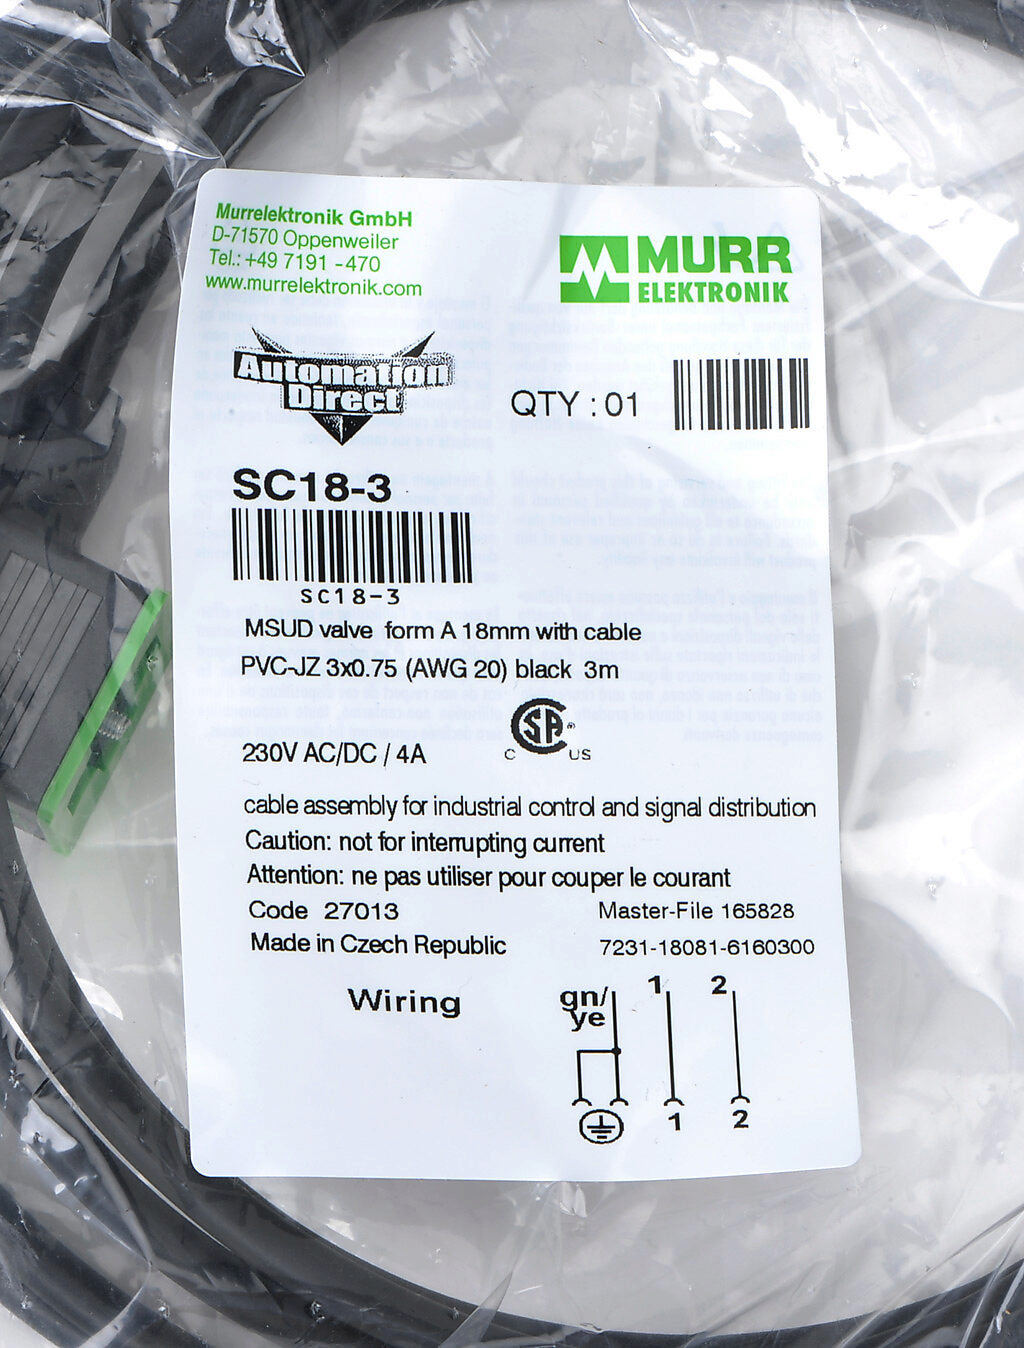 Murrelektronik GmbH
D-71570 Oppenweiler
Tel.: +49 7191 -470
www.murrelektronik.com
MURR
ELEKTRONIK
Automation
Direct
QTY : 01
SC18-3
SC18-3
MSUD valve form A 18mm with cable
PVC-JZ 3x0.75 (AWG 20) black 3m
230V AC/DC / 4A
C SA ® US
cable assembly for industrial control and signal distribution
Caution: not for interrupting current
Attention: ne pas utiliser pour couper le courant
Code 27013
Master-File 165828
Made in Czech Republic
7231-18081-6160300
Wiring
gn/
ye
1
2
1
2